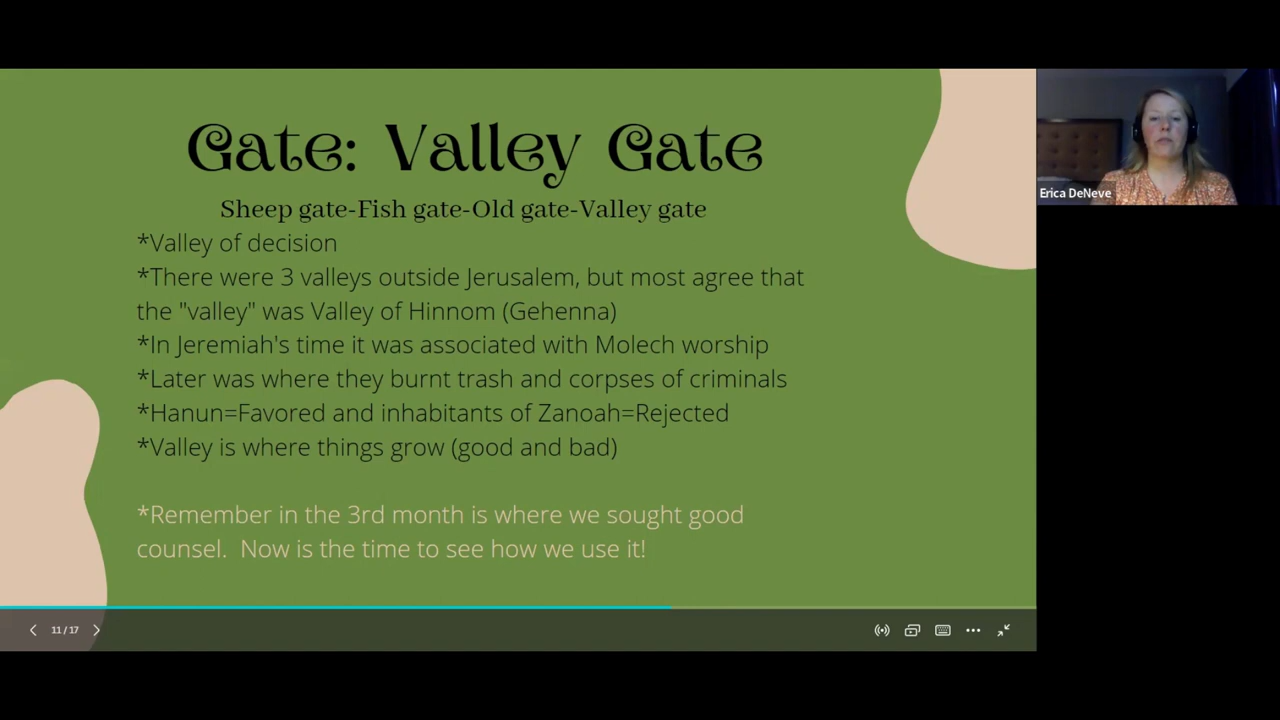 Gate: Valley Gate
Sheep gate-Fish gate-Old gate-Valley gate
*Valley of decision
*There were 3 valleys outside Jerusalem, but most agree that
the "valley" was Valley of Hinnom (Gehenna)
*In Jeremiah's time it was associated with Molech worship
*Later was where they burnt trash and corpses of criminals
*Hanun=Favored and inhabitants of Zanoah=Rejected
*Valley is where things grow (good and bad)
*Remember in the 3rd month is where we sought good
counsel.  Now is the time to see how we use it!
Erica DeNeve
11 / 17